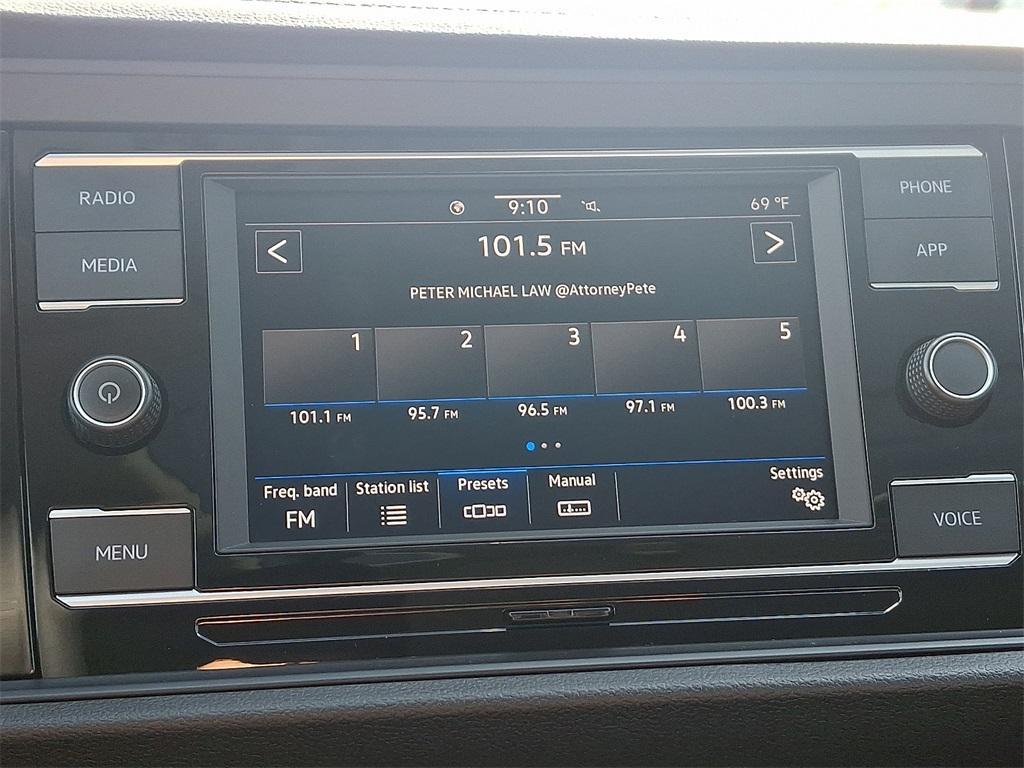 RADIO
MEDIA
MENU
9:10
69 °F
<
101.5 FM
>
PETER MICHAEL LAW @AttorneyPete
1
2
3
4
5
101.1 FM
95.7 FM
96.5 FM
97.1 FM
100.3 FM
Freq. band
FM
Station list
Presets
Manual
Settings
PHONE
APP
VOICE